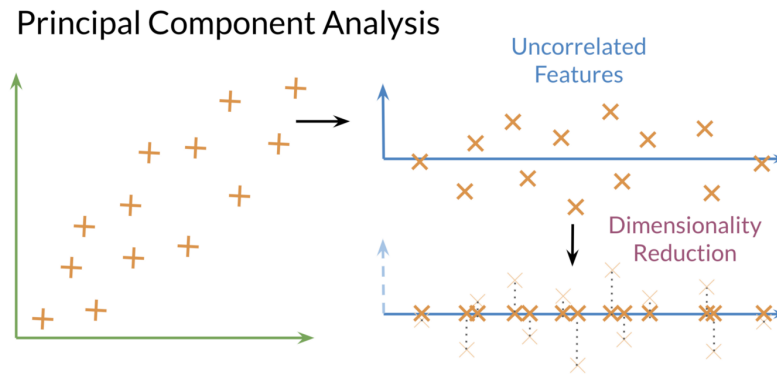 Principal Component Analysis
Uncorrelated
Features
Dimensionality
Reduction